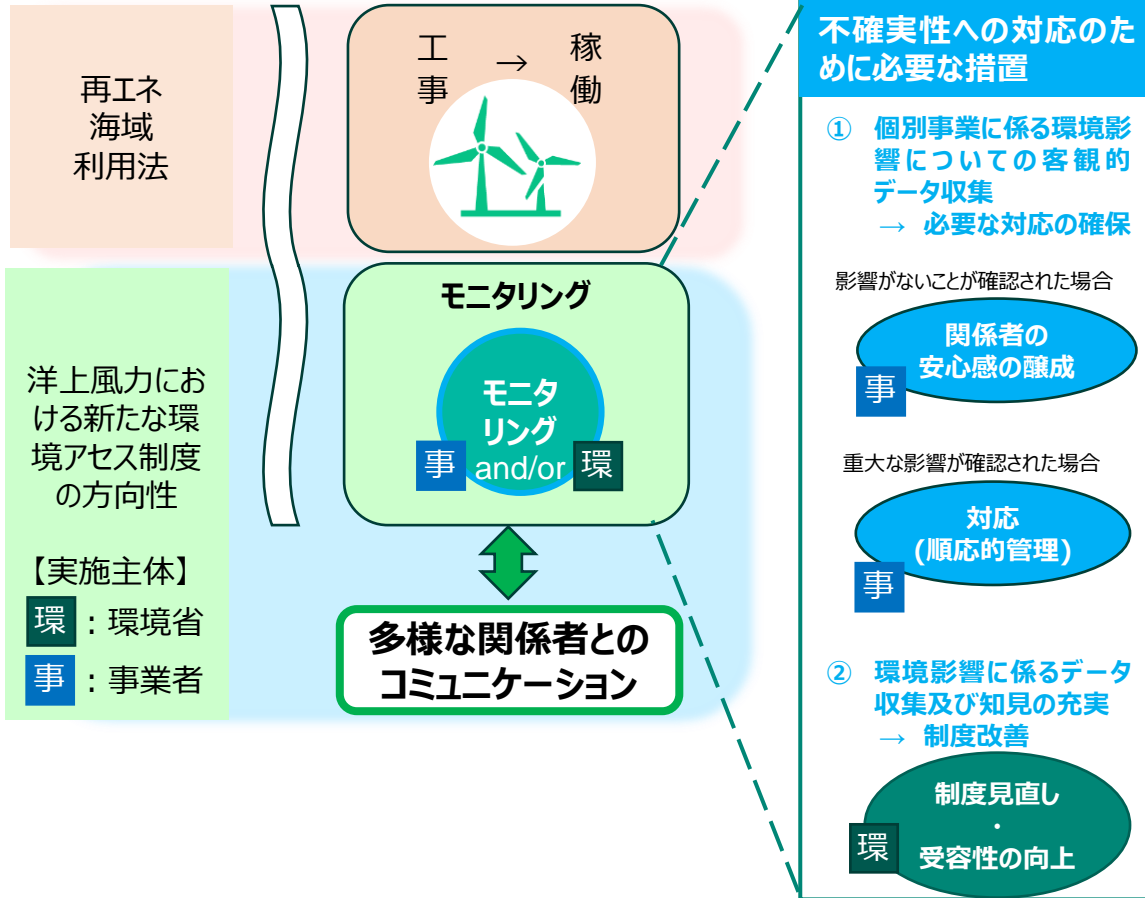 再エネ
海域
利用法
工事 → 稼働
洋上風力にお
ける新たな環
境アセス制度
の方向性
【実施主体】
環：環境省
事：事業者
モニタリング
モニタ
リング
事 and/or 環
多様な関係者との
コミュニケーション
不確実性への対応のた
めに必要な措置
① 個別事業に係る環境影
響についての客観的
データ収集
→ 必要な対応の確保
影響がないことが確認された場合
関係者の
安心感の醸成
事
重大な影響が確認された場合
対応
(順応的管理)
事
② 環境影響に係るデータ
収集及び知見の充実
→ 制度改善
制度見直し
・
受容性の向上
環